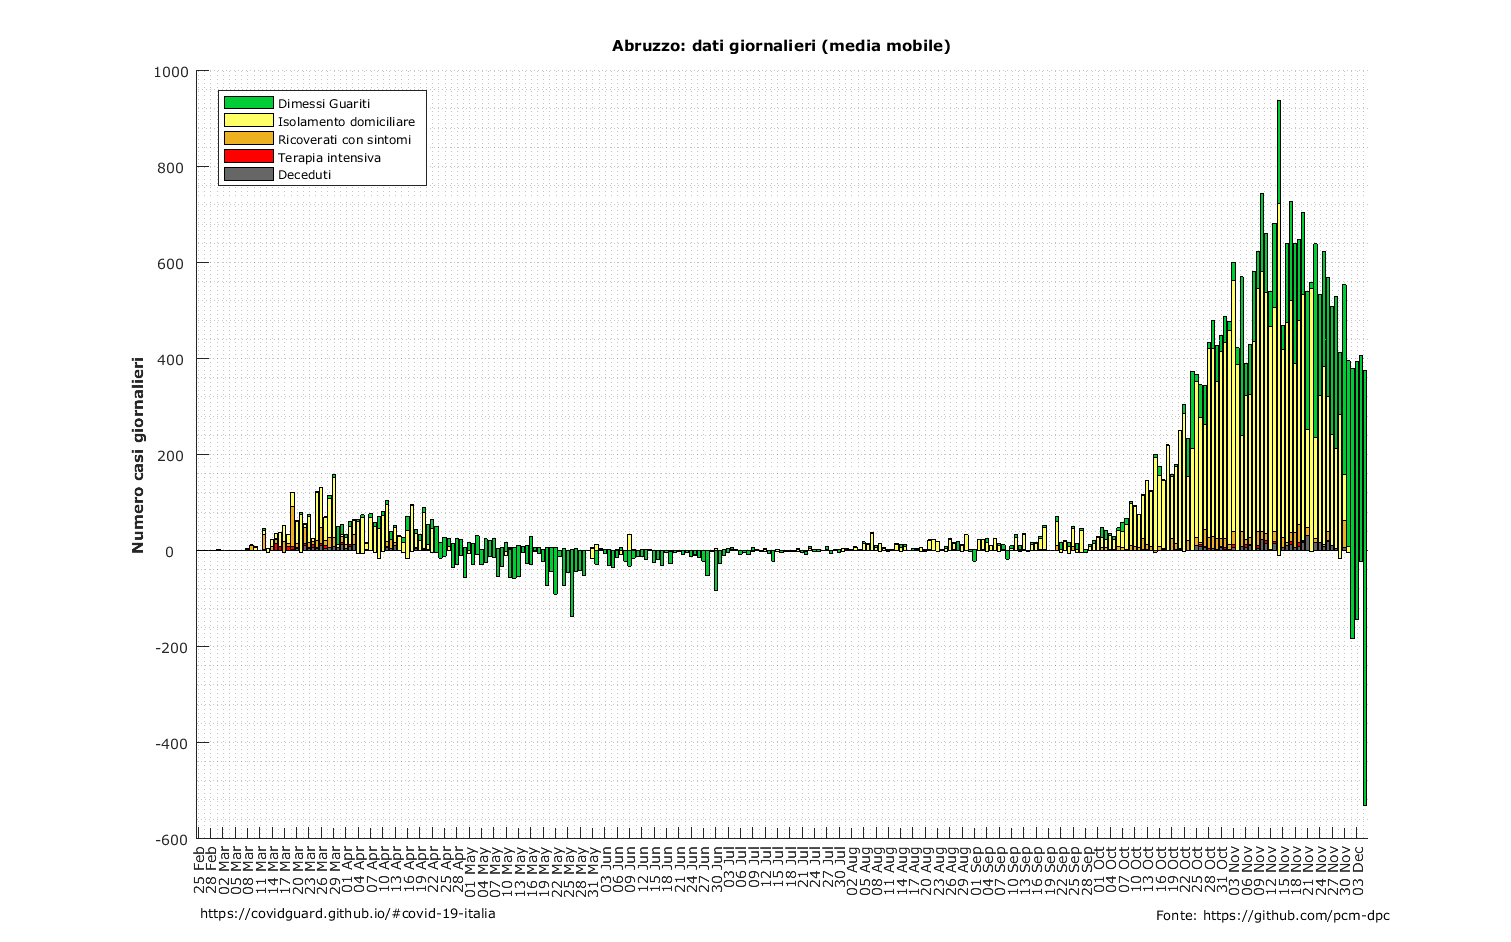 Abruzzo: dati giornalieri (media mobile)
Numero casi giornalieri
1000
800
600
400
200
0
-200
-400
-600
Dimessi Guariti
Isolamento domiciliare
Ricoverati con sintomi
Terapia intensiva
Deceduti
25 Feb
28 Feb
02 Mar
05 Mar
08 Mar
11 Mar
14 Mar
17 Mar
20 Mar
23 Mar
26 Mar
29 Mar
01 Apr
04 Apr
07 Apr
10 Apr
13 Apr
16 Apr
19 Apr
22 Apr
25 Apr
28 Apr
01 May
04 May
07 May
10 May
13 May
16 May
19 May
22 May
25 May
28 May
31 May
03 Jun
06 Jun
09 Jun
12 Jun
15 Jun
18 Jun
21 Jun
24 Jun
27 Jun
30 Jun
03 Jul
06 Jul
09 Jul
12 Jul
15 Jul
18 Jul
21 Jul
24 Jul
27 Jul
30 Jul
02 Aug
05 Aug
08 Aug
11 Aug
14 Aug
17 Aug
20 Aug
23 Aug
26 Aug
29 Aug
01 Sep
04 Sep
07 Sep
10 Sep
13 Sep
16 Sep
19 Sep
22 Sep
25 Sep
28 Sep
01 Oct
04 Oct
07 Oct
10 Oct
13 Oct
16 Oct
19 Oct
22 Oct
25 Oct
28 Oct
31 Oct
03 Nov
06 Nov
09 Nov
12 Nov
15 Nov
18 Nov
21 Nov
24 Nov
27 Nov
30 Nov
03 Dec
https://covidguard.github.io/#covid-19-italia
Fonte: https://github.com/pcm-dpc